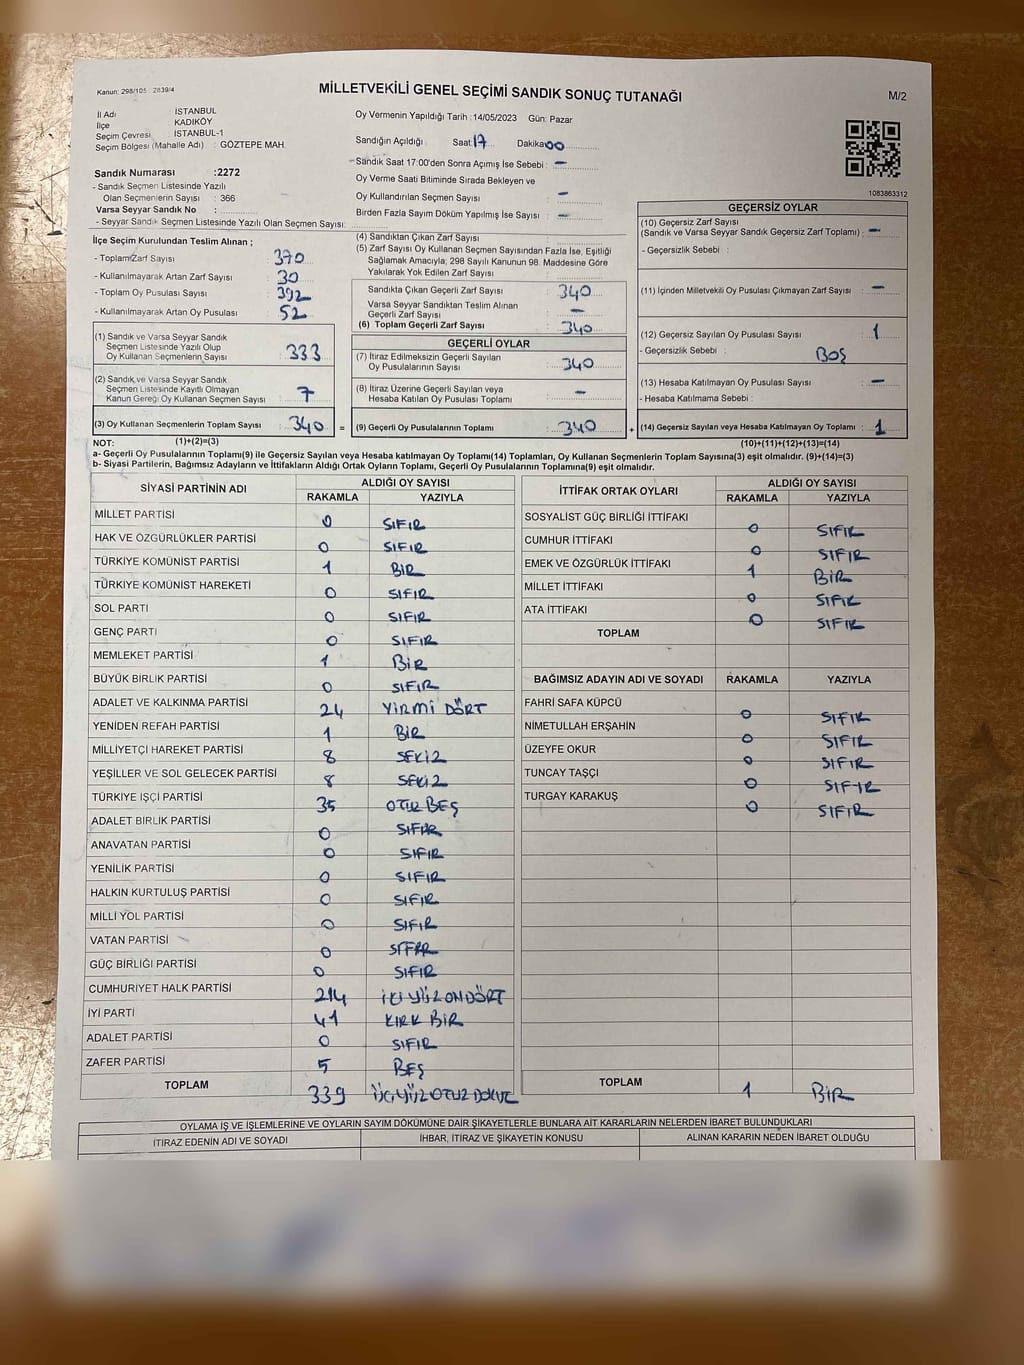 Kanun: 298/105 2839/4
MİLLETVEKİLİ GENEL SEÇİMİ SANDIK SONUÇ TUTANAĞI
M/2
İl Adı İSTANBUL
İlçe KADIKÖY
Seçim Çevresi İSTANBUL-1
Seçim Bölgesi (Mahalle Adı) : GÖZTEPE MAH.
Oy Vermenin Yapıldığı Tarih :14/05/2023 Gün: Pazar
Sandığın Açıldığı Saat:17 Dakika:00
Sandık Saat 17:00'den Sonra Açımış İse Sebebi : –
Oy Verme Saati Bitiminde Sırada Bekleyen ve
Oy Kullandırılan Seçmen Sayısı : –
Birden Fazla Sayım Döküm Yapılmış İse Sayısı : –
1083863312
Sandık Numarası :2272
- Sandık Seçmen Listesinde Yazılı
Olan Seçmenlerin Sayısı : 366
Varsa Seyyar Sandık No :
- Seyyar Sandık Seçmen Listesinde Yazılı Olan Seçmen Sayısı:
İlçe Seçim Kurulundan Teslim Alınan ;
- Toplam Zarf Sayısı : 370
- Kullanılmayarak Artan Zarf Sayısı : 30
- Toplam Oy Pusulası Sayısı : 392
- Kullanılmayarak Artan Oy Pusulası : 52
(1) Sandık ve Varsa Seyyar Sandık
Seçmen Listesinde Yazılı Olup
Oy Kullanan Seçmenlerin Sayısı : 333
(2) Sandık ve Varsa Seyyar Sandık
Seçmen Listesinde Kayıtlı Olmayan
Kanun Gereği Oy Kullanan Seçmen Sayısı : 7
(3) Oy Kullanan Seçmenlerin Toplam Sayısı : 340 =
(4) Sandıktan Çıkan Zarf Sayısı :
(5) Zarf Sayısı Oy Kullanan Seçmen Sayısından Fazla İse, Eşitliği
Sağlamak Amacıyla; 298 Sayılı Kanunun 98. Maddesine Göre
Yakılarak Yok Edilen Zarf Sayısı :
Sandıkta Çıkan Geçerli Zarf Sayısı : 340
Varsa Seyyar Sandıktan Teslim Alınan
Geçerli Zarf Sayısı : –
(6) Toplam Geçerli Zarf Sayısı : 340
GEÇERLİ OYLAR
(7) İtiraz Edilmeksizin Geçerli Sayılan
Oy Pusulalarının Sayısı : 340
(8) İtiraz Üzerine Geçerli Sayılan veya
Hesaba Katılan Oy Pusulası Toplamı : –
(9) Geçerli Oy Pusulalarının Toplamı : 340 +
GEÇERSİZ OYLAR
(10) Geçersiz Zarf Sayısı
(Sandık ve Varsa Seyyar Sandık Geçersiz Zarf Toplamı) : –
- Geçersizlik Sebebi :
(11) İçinden Milletvekili Oy Pusulası Çıkmayan Zarf Sayısı : –
(12) Geçersiz Sayılan Oy Pusulası Sayısı : 1
- Geçersizlik Sebebi : BOŞ
(13) Hesaba Katılmayan Oy Pusulası Sayısı : –
- Hesaba Katılmama Sebebi :
(14) Geçersiz Sayılan veya Hesaba Katılmayan Oy Toplamı : 1
NOT: (1)+(2)=(3) (10)+(11)+(12)+(13)=(14)
a- Geçerli Oy Pusulalarının Toplamı(9) ile Geçersiz Sayılan veya Hesaba katılmayan Oy Toplamı(14) Toplamları, Oy Kullanan Seçmenlerin Toplam Sayısına(3) eşit olmalıdır. (9)+(14)=(3)
b- Siyasi Partilerin, Bağımsız Adayların ve İttifakların Aldığı Ortak Oyların Toplamı, Geçerli Oy Pusulalarının Toplamına(9) eşit olmalıdır.
SİYASİ PARTİNİN ADI ALDIĞI OY SAYISI
RAKAMLA YAZIYLA
MİLLET PARTİSİ 0 SIFIR
HAK VE ÖZGÜRLÜKLER PARTİSİ 0 SIFIR
TÜRKİYE KOMÜNİST PARTİSİ 1 BİR
TÜRKİYE KOMÜNİST HAREKETİ 0 SIFIR
SOL PARTİ 0 SIFIR
GENÇ PARTİ 0 SIFIR
MEMLEKET PARTİSİ 1 BİR
BÜYÜK BİRLİK PARTİSİ 0 SIFIR
ADALET VE KALKINMA PARTİSİ 24 YİRMİ DÖRT
YENİDEN REFAH PARTİSİ 1 BİR
MİLLİYETÇİ HAREKET PARTİSİ 8 SEKİZ
YEŞİLLER VE SOL GELECEK PARTİSİ 8 SEKİZ
TÜRKİYE İŞÇİ PARTİSİ 35 OTUZ BEŞ
ADALET BİRLİK PARTİSİ 0 SIFIR
ANAVATAN PARTİSİ 0 SIFIR
YENİLİK PARTİSİ 0 SIFIR
HALKIN KURTULUŞ PARTİSİ 0 SIFIR
MİLLİ YOL PARTİSİ 0 SIFIR
VATAN PARTİSİ 0 SIFIR
GÜÇ BİRLİĞİ PARTİSİ 0 SIFIR
CUMHURİYET HALK PARTİSİ 214 İKİ YÜZ ONDÖRT
İYİ PARTİ 41 KIRK BİR
ADALET PARTİSİ 0 SIFIR
ZAFER PARTİSİ 5 BEŞ
TOPLAM 339 ÜÇ YÜZ OTUZ DOKUZ
İTTİFAK ORTAK OYLARI ALDIĞI OY SAYISI
RAKAMLA YAZIYLA
SOSYALİST GÜÇ BİRLİĞİ İTTİFAKI 0 SIFIR
CUMHUR İTTİFAKI 0 SIFIR
EMEK VE ÖZGÜRLÜK İTTİFAKI 1 BİR
MİLLET İTTİFAKI 0 SIFIR
ATA İTTİFAKI 0 SIFIR
TOPLAM
BAĞIMSIZ ADAYIN ADI VE SOYADI RAKAMLA YAZIYLA
FAHRİ SAFA KÜPCÜ 0 SIFIR
NİMETULLAH ERŞAHİN 0 SIFIR
ÜZEYFE OKUR 0 SIFIR
TUNCAY TAŞÇI 0 SIFIR
TURGAY KARAKUŞ 0 SIFIR
TOPLAM 1 BİR
OYLAMA İŞ VE İŞLEMLERİNE VE OYLARIN SAYIM DÖKÜMÜNE DAİR ŞİKAYETLERLE BUNLARA AİT KARARLARIN NELERDEN İBARET BULUNDUKLARI
İTİRAZ EDENİN ADI VE SOYADI İHBAR, İTİRAZ VE ŞİKAYETİN KONUSU ALINAN KARARIN NEDEN İBARET OLDUĞU